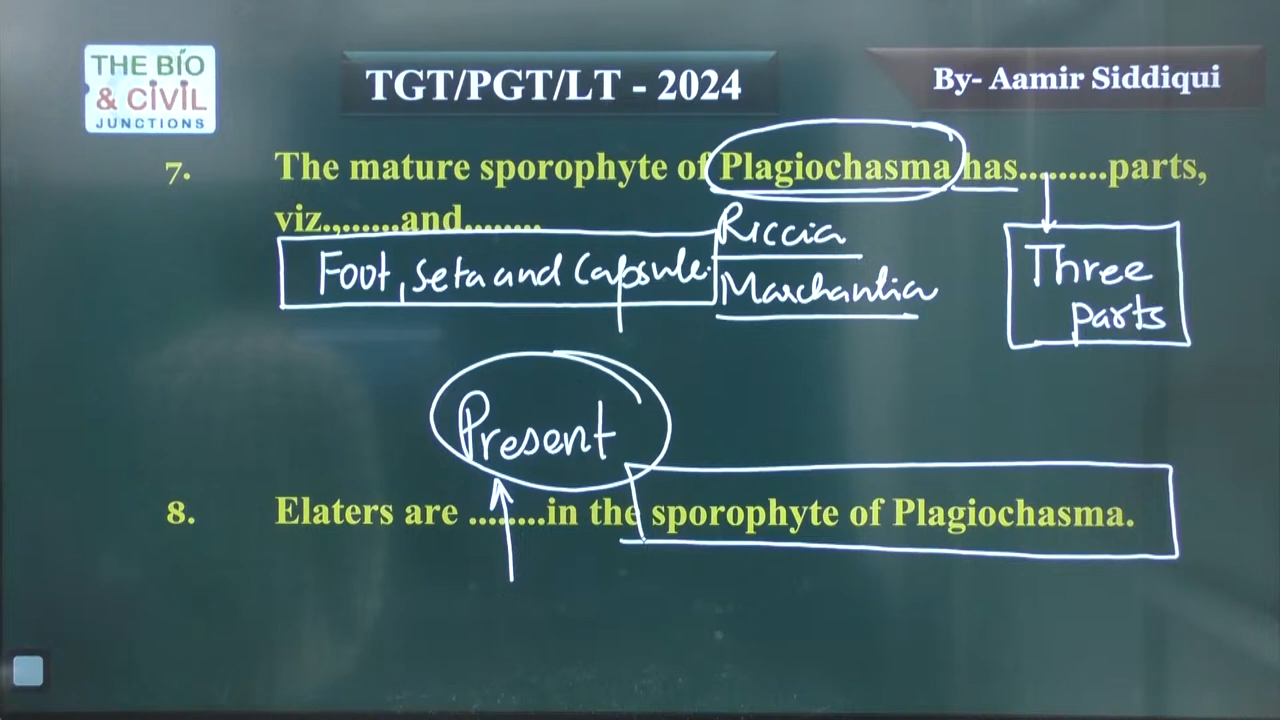 THE BIO
& CIVIL
JUNCTIONS
TGT/PGT/LT - 2024
By- Aamir Siddiqui
7. The mature sporophyte of Plagiochasma has.........parts,
viz.,.......and.........
Riccia
Foot, Seta and Capsule.
Marchantia
Three
parts
Present
8. Elaters are ........in the sporophyte of Plagiochasma.